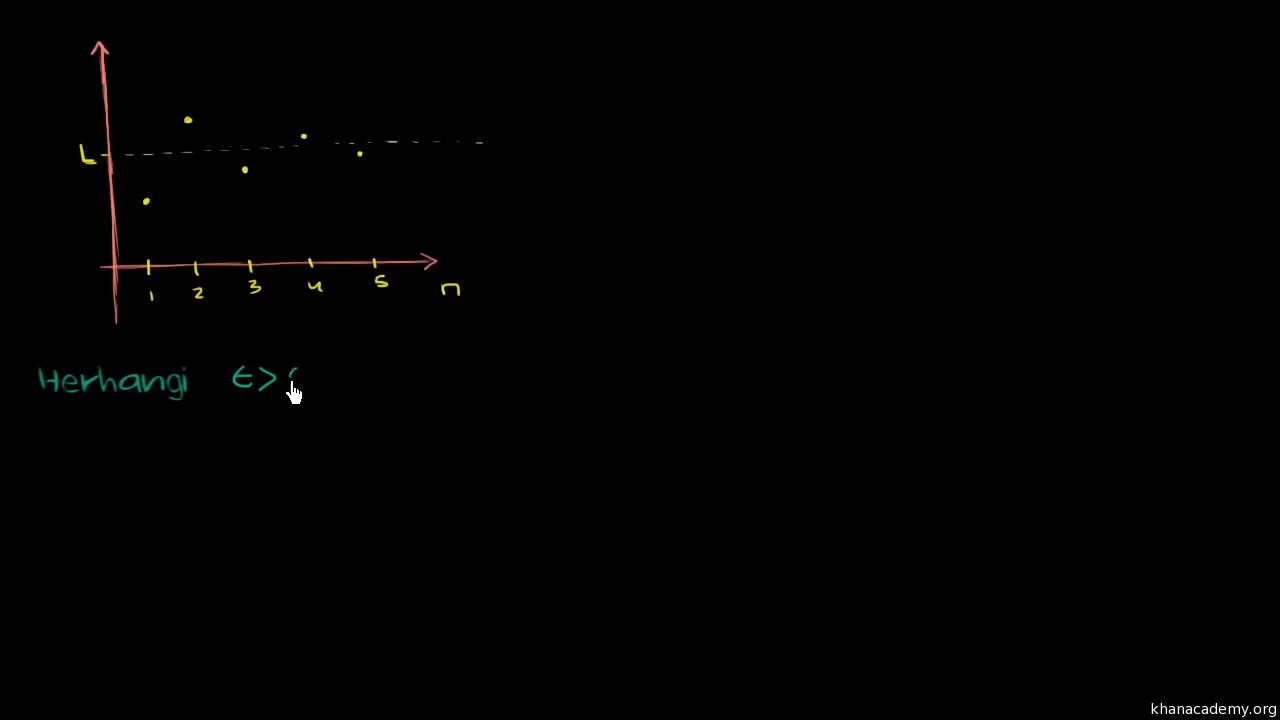 L
1 2 3 4 5 n
Herhangi ϵ>
khanacademy.org